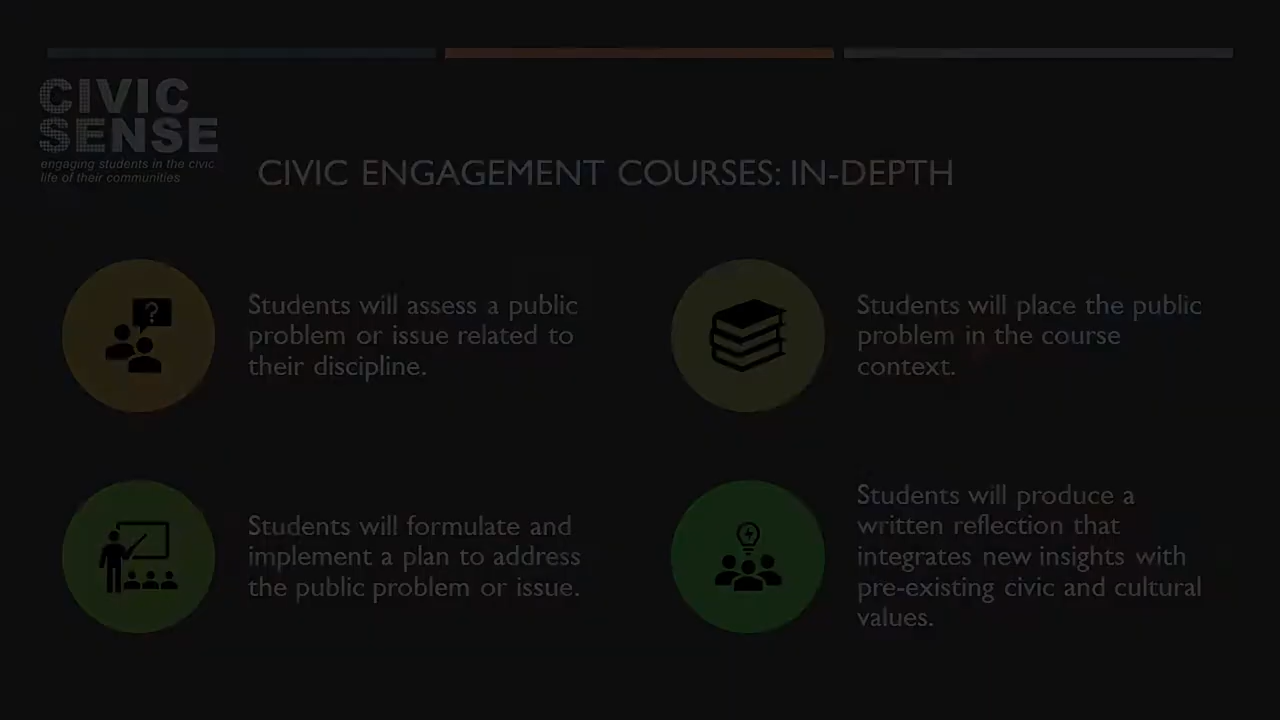 CIVIC
SENSE
engaging students in the civic
life of their communities
CIVIC ENGAGEMENT COURSES: IN-DEPTH
?
Students will assess a public
problem or issue related to
their discipline.
Students will place the public
problem in the course
context.
Students will formulate and
implement a plan to address
the public problem or issue.
Students will produce a
written reflection that
integrates new insights with
pre-existing civic and cultural
values.